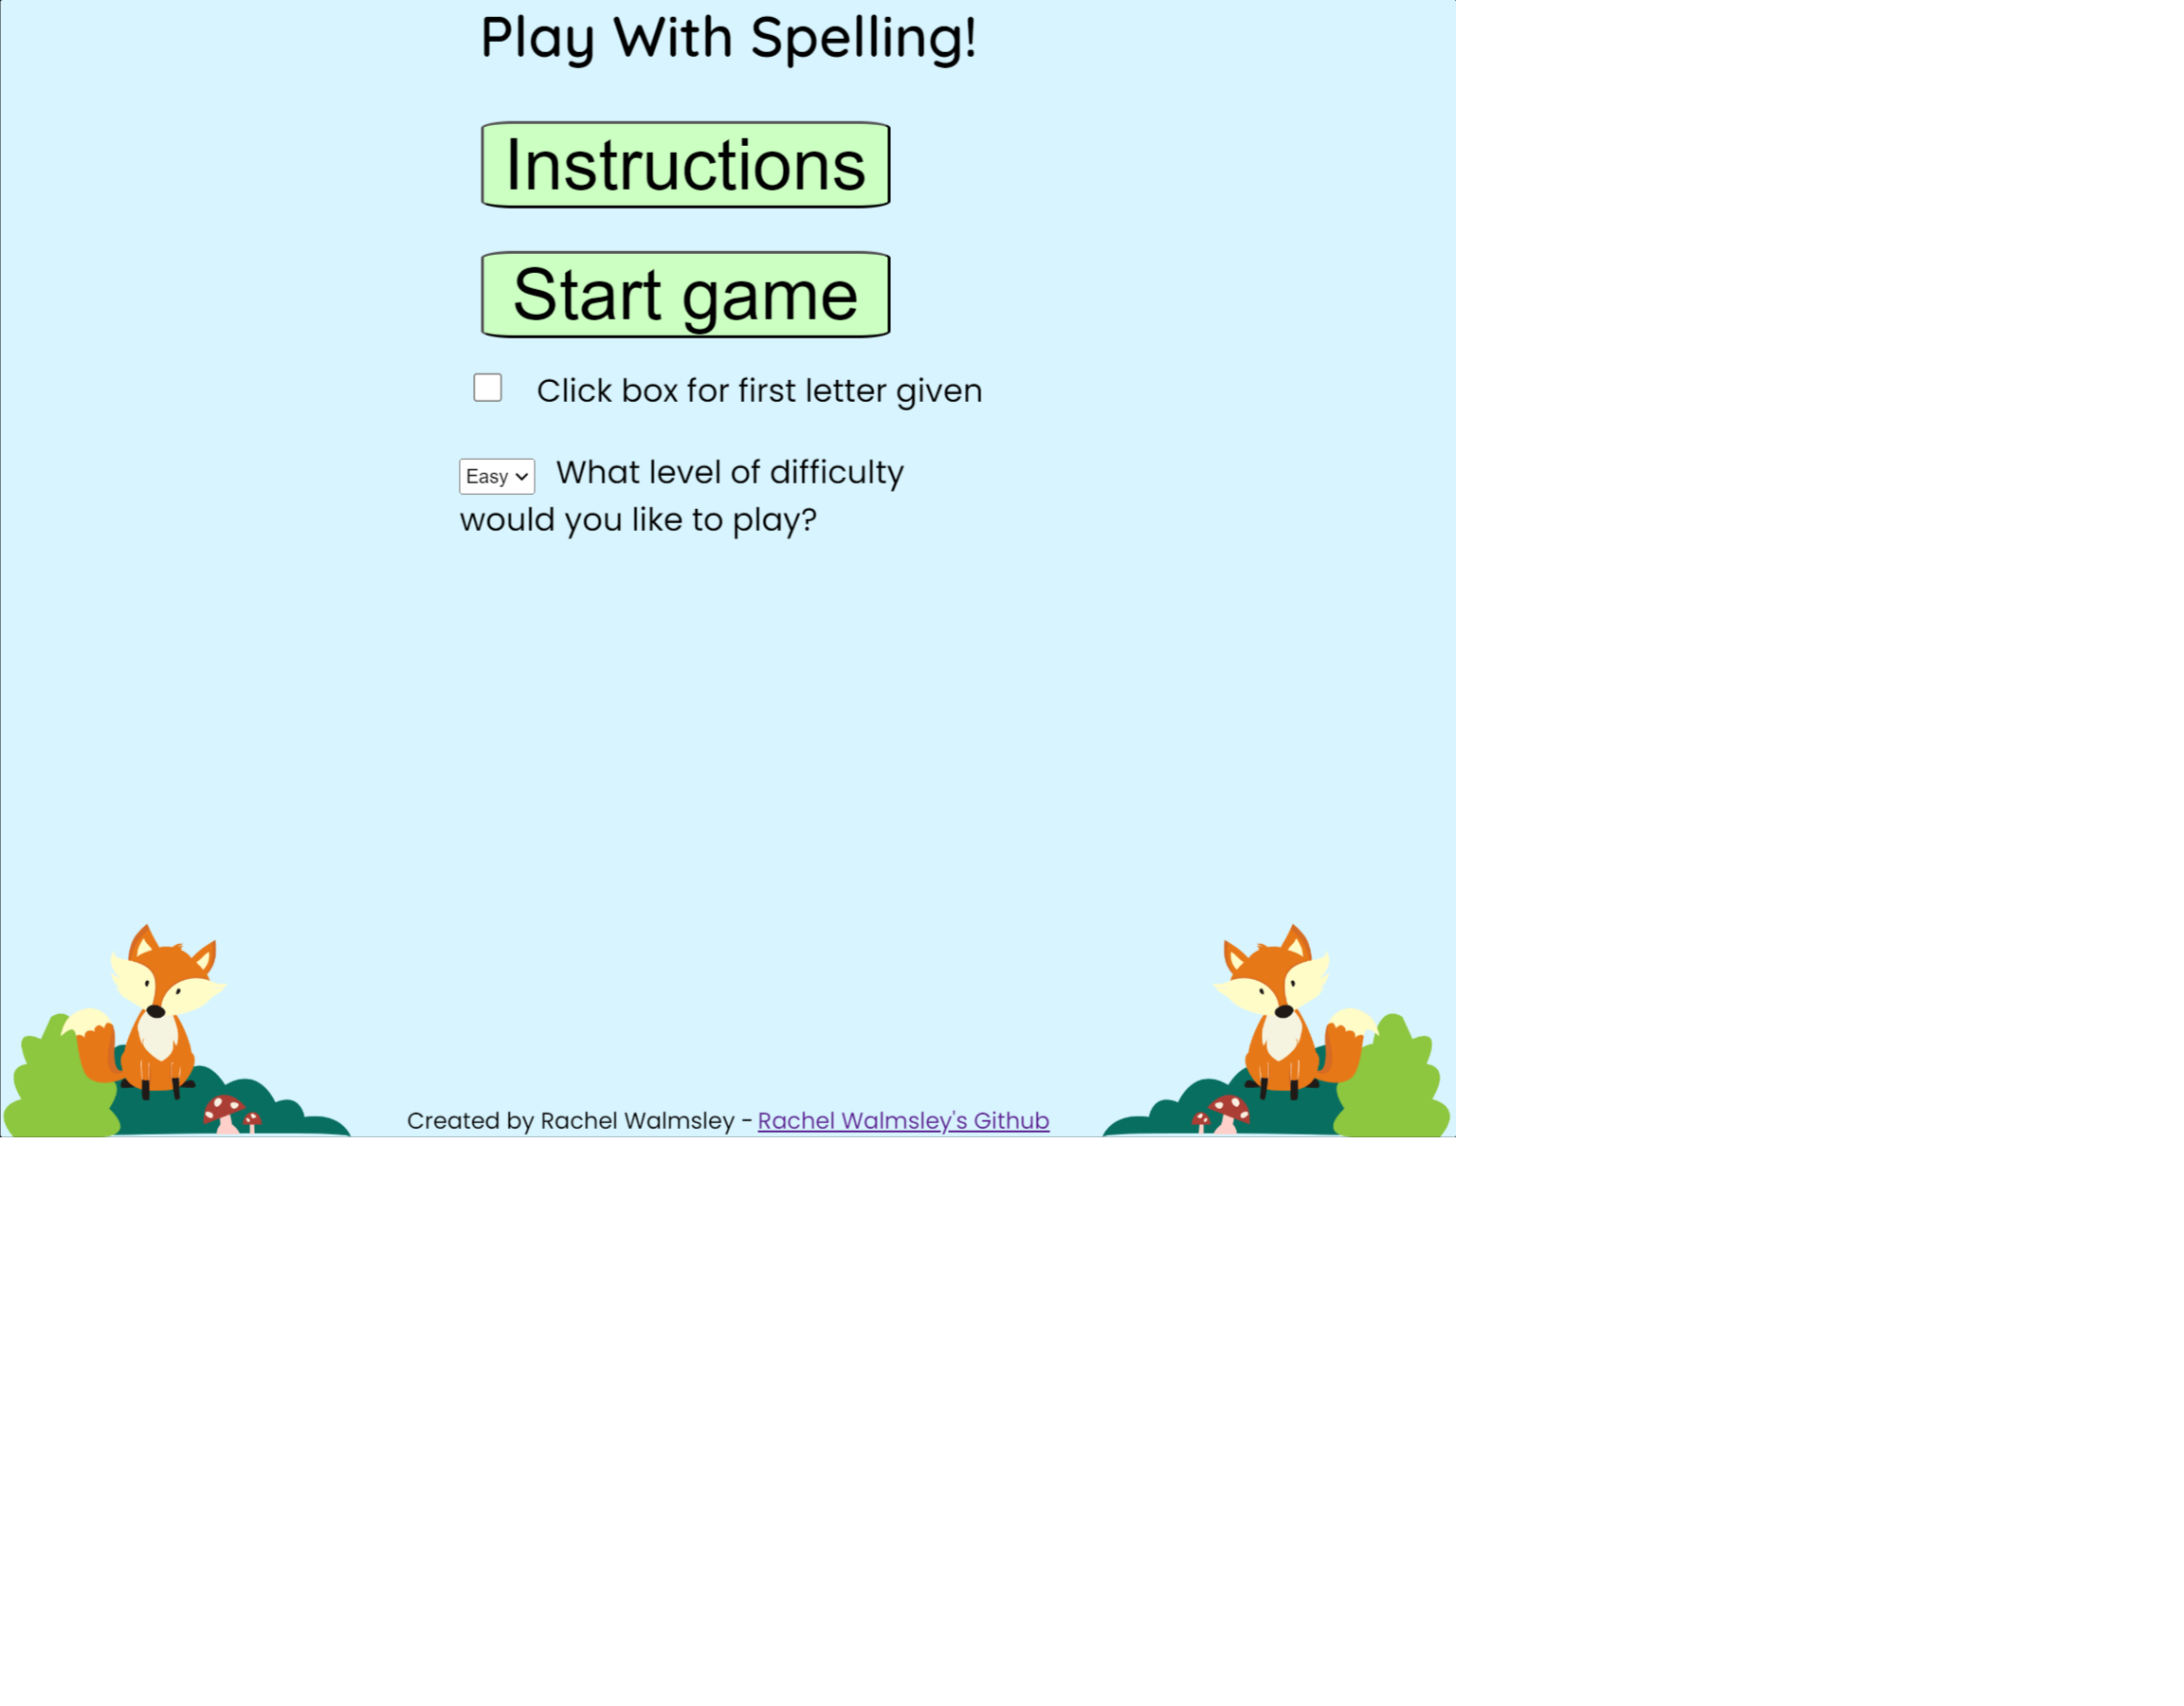 Play With Spelling!
Instructions
Start game
Click box for first letter given
Easy What level of difficulty
would you like to play?
Created by Rachel Walmsley - Rachel Walmsley's Github